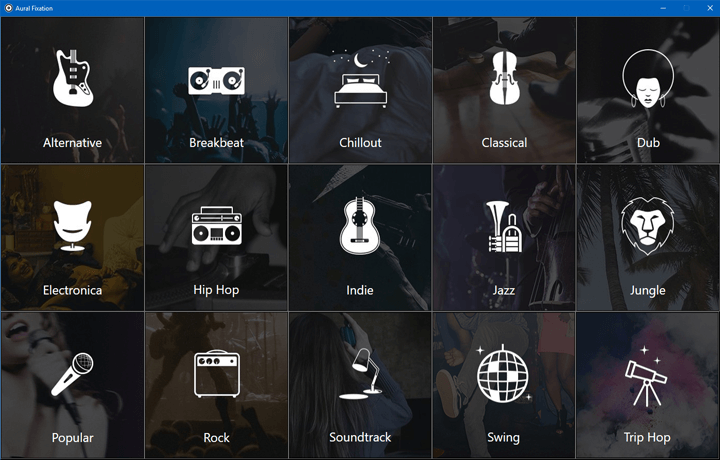 Aural Fixation
Alternative
Breakbeat
Chillout
Classical
Dub
Electronica
Hip Hop
Indie
Jazz
Jungle
Popular
Rock
Soundtrack
Swing
Trip Hop